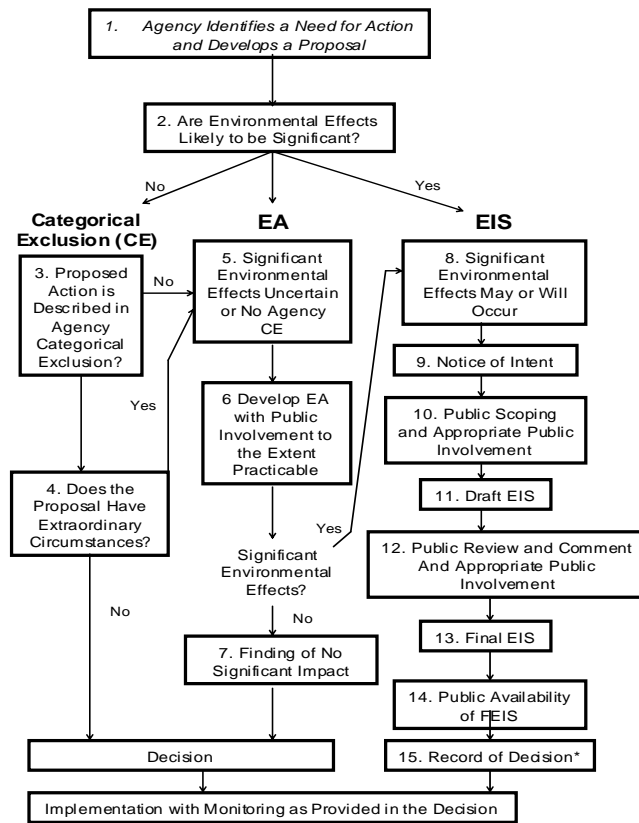 1. Agency Identifies a Need for Action
and Develops a Proposal
2. Are Environmental Effects
Likely to be Significant?
No
Yes
Categorical
Exclusion (CE)
EA
EIS
3. Proposed
Action is
Described in
Agency
Categorical
Exclusion?
No
5. Significant
Environmental
Effects Uncertain
or No Agency
CE
8. Significant
Environmental
Effects May or Will
Occur
9. Notice of Intent
Yes
6 Develop EA
with Public
Involvement to
the Extent
Practicable
10. Public Scoping
and Appropriate Public
Involvement
4. Does the
Proposal Have
Extraordinary
Circumstances?
11. Draft EIS
Yes
Significant
Environmental
Effects?
12. Public Review and Comment
And Appropriate Public
Involvement
No
No
13. Final EIS
7. Finding of No
Significant Impact
14. Public Availability
of FEIS
Decision
15. Record of Decision*
Implementation with Monitoring as Provided in the Decision